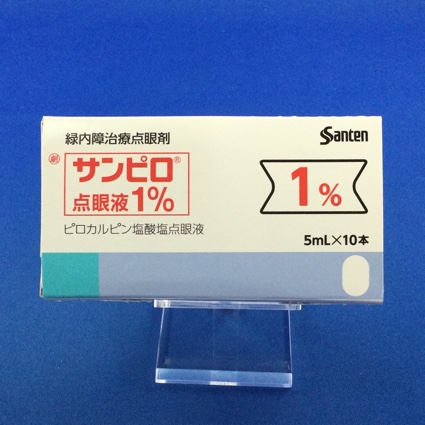 緑内障治療点眼剤
Santen
劇
サンピロ®
点眼液1%
ピロカルピン塩酸塩点眼液
1%
5mL×10本